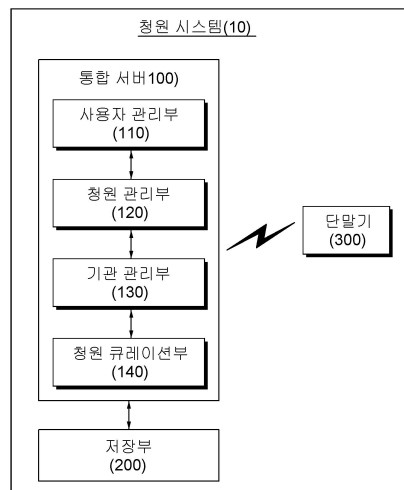 청원 시스템(10)
통합 서버100)
사용자 관리부
(110)
청원 관리부
(120)
기관 관리부
(130)
청원 큐레이션부
(140)
단말기
(300)
저장부
(200)